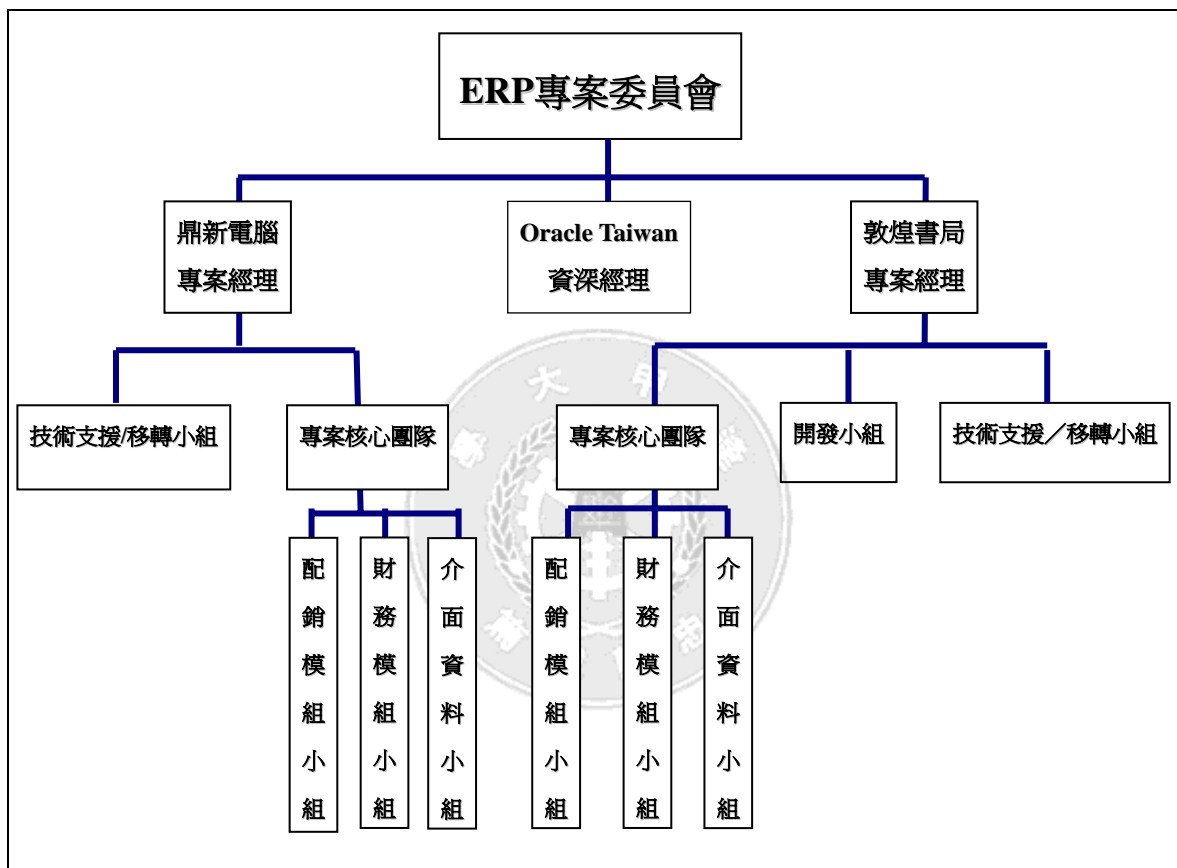 ERP專案委員會
鼎新電腦
專案經理
Oracle Taiwan
資深經理
敦煌書局
專案經理
技術支援/移轉小組
專案核心團隊
專案核心團隊
開發小組
技術支援／移轉小組
配銷模組小組
財務模組小組
介面資料小組
配銷模組小組
財務模組小組
介面資料小組